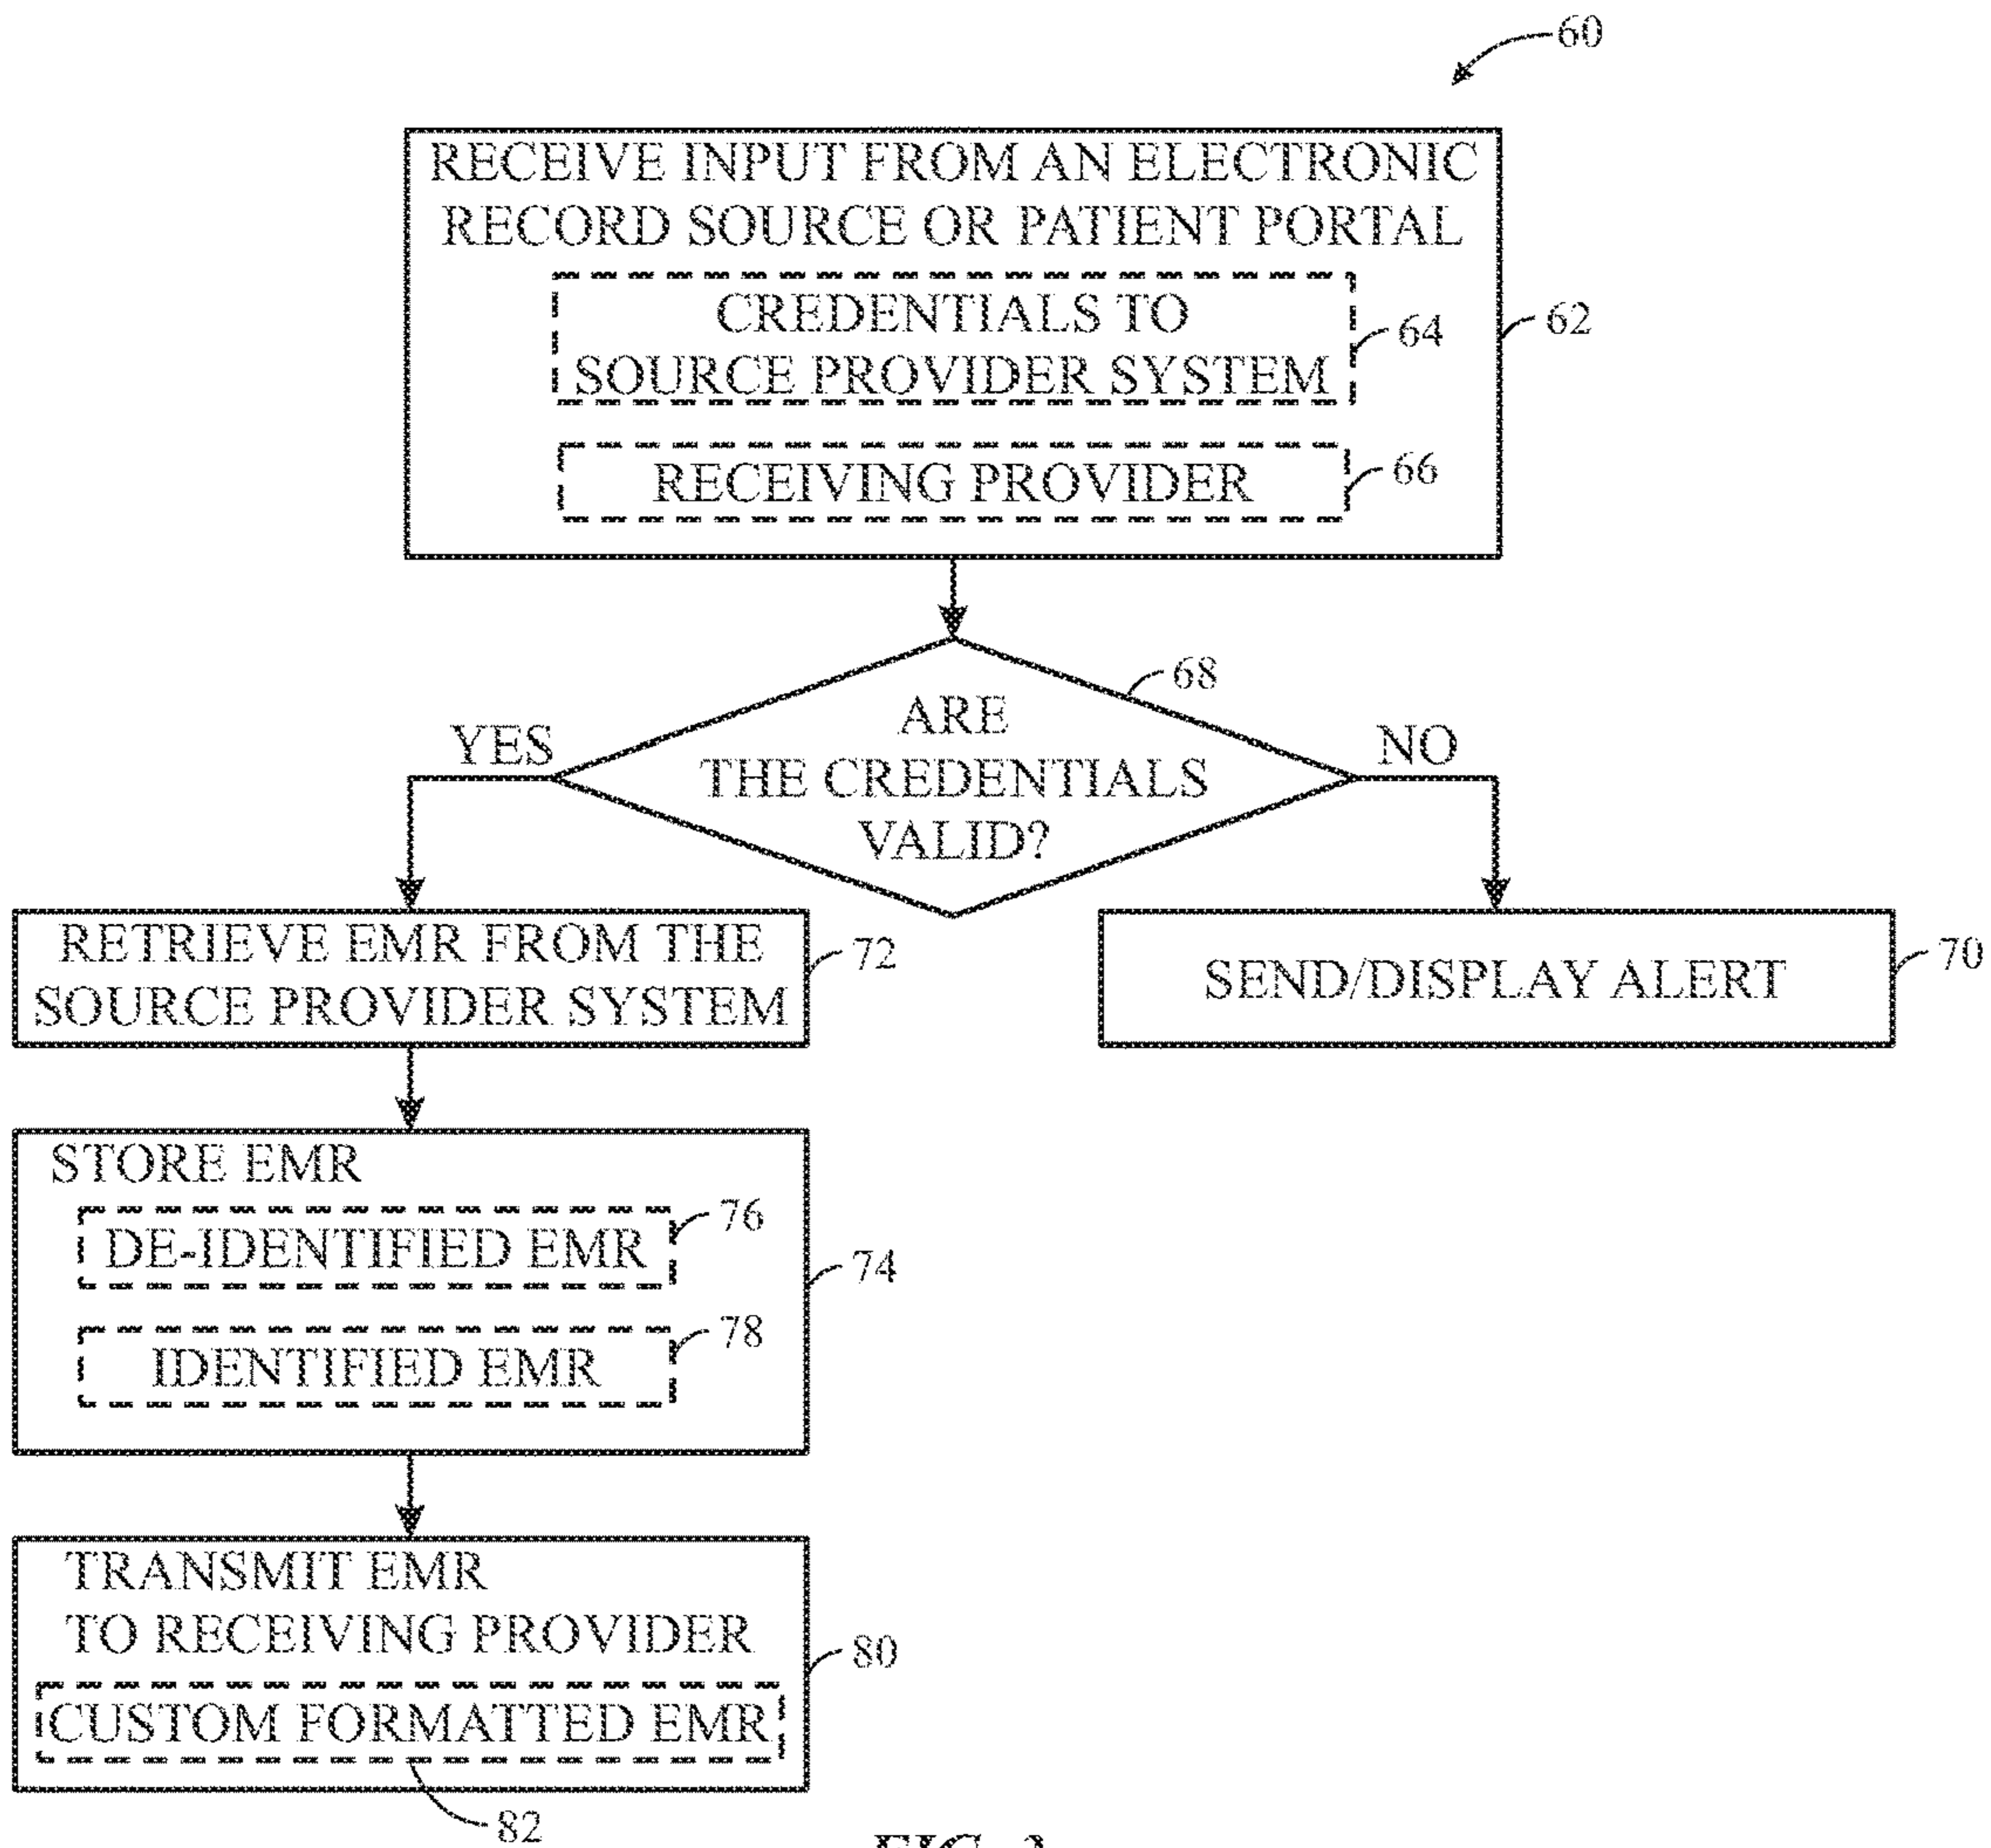 60
RECEIVE INPUT FROM AN ELECTRONIC
RECORD SOURCE OR PATIENT PORTAL
CREDENTIALS TO
SOURCE PROVIDER SYSTEM
64
62
RECEIVING PROVIDER
66
68
ARE
THE CREDENTIALS
VALID?
YES
NO
RETRIEVE EMR FROM THE
SOURCE PROVIDER SYSTEM
72
SEND/DISPLAY ALERT
70
STORE EMR
DE-IDENTIFIED EMR
76
74
IDENTIFIED EMR
78
TRANSMIT EMR
TO RECEIVING PROVIDER
80
CUSTOM FORMATTED EMR
82
FIG.